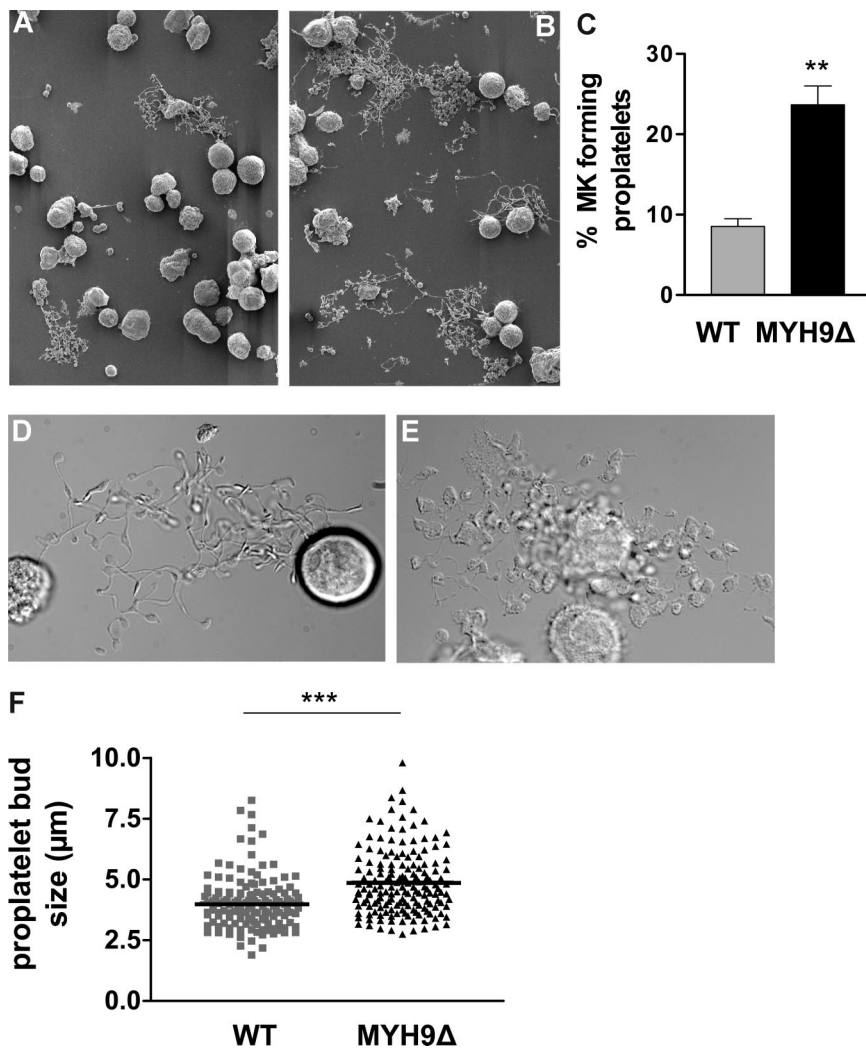 A
B
C
30
20
10
0
% MK forming
proplatelets
**
WT MYH9Δ
D
E
F
***
10.0
7.5
5.0
2.5
0.0
proplatelet bud
size (µm)
WT MYH9Δ